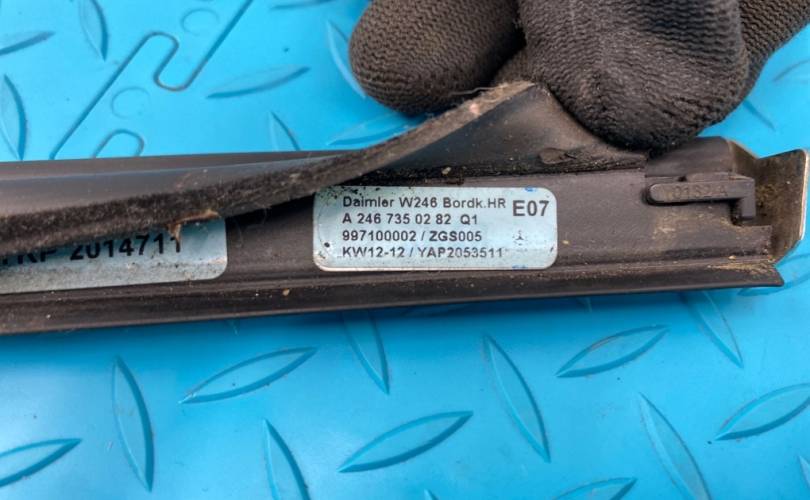 Daimler W246 Bordk.HR E07
A 246 735 02 82 Q1
997100002 / ZGS005
KW12-12 / YAP2053511
2014711